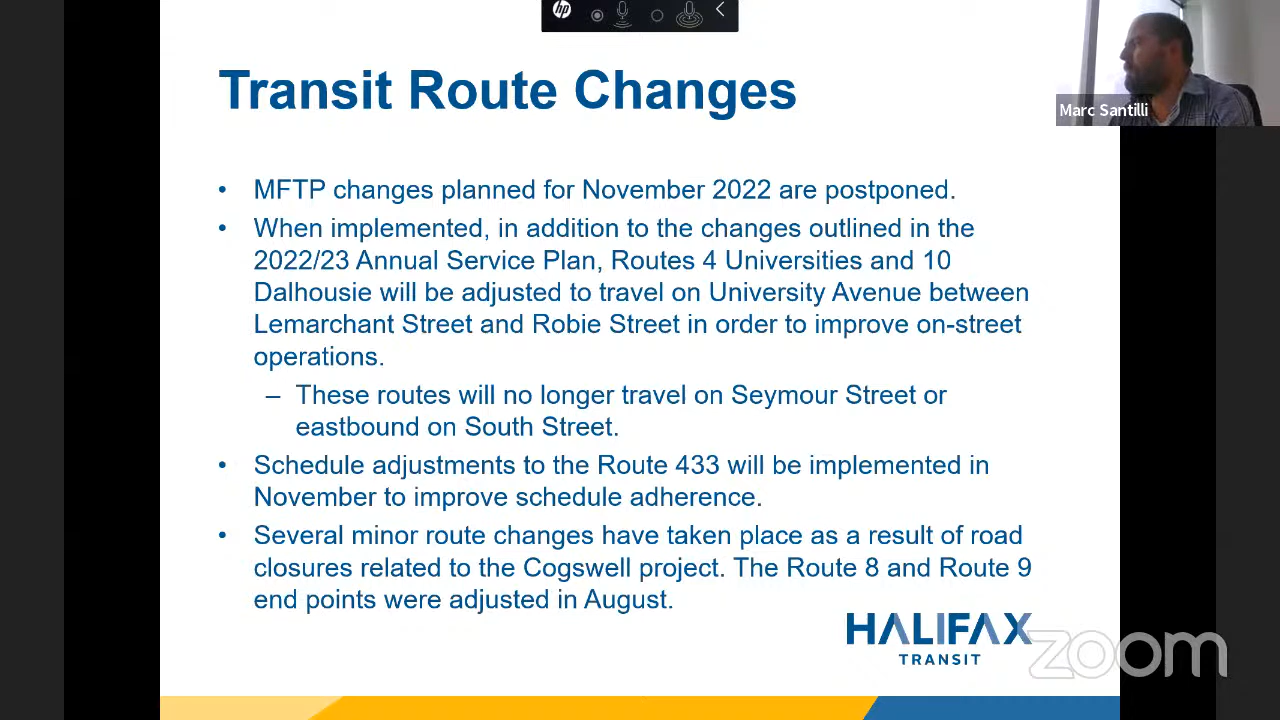 hp
Transit Route Changes
Marc Santilli
• MFTP changes planned for November 2022 are postponed.
• When implemented, in addition to the changes outlined in the
2022/23 Annual Service Plan, Routes 4 Universities and 10
Dalhousie will be adjusted to travel on University Avenue between
Lemarchant Street and Robie Street in order to improve on-street
operations.
– These routes will no longer travel on Seymour Street or
eastbound on South Street.
• Schedule adjustments to the Route 433 will be implemented in
November to improve schedule adherence.
• Several minor route changes have taken place as a result of road
closures related to the Cogswell project. The Route 8 and Route 9
end points were adjusted in August.
HALIFAX
TRANSIT
zoom